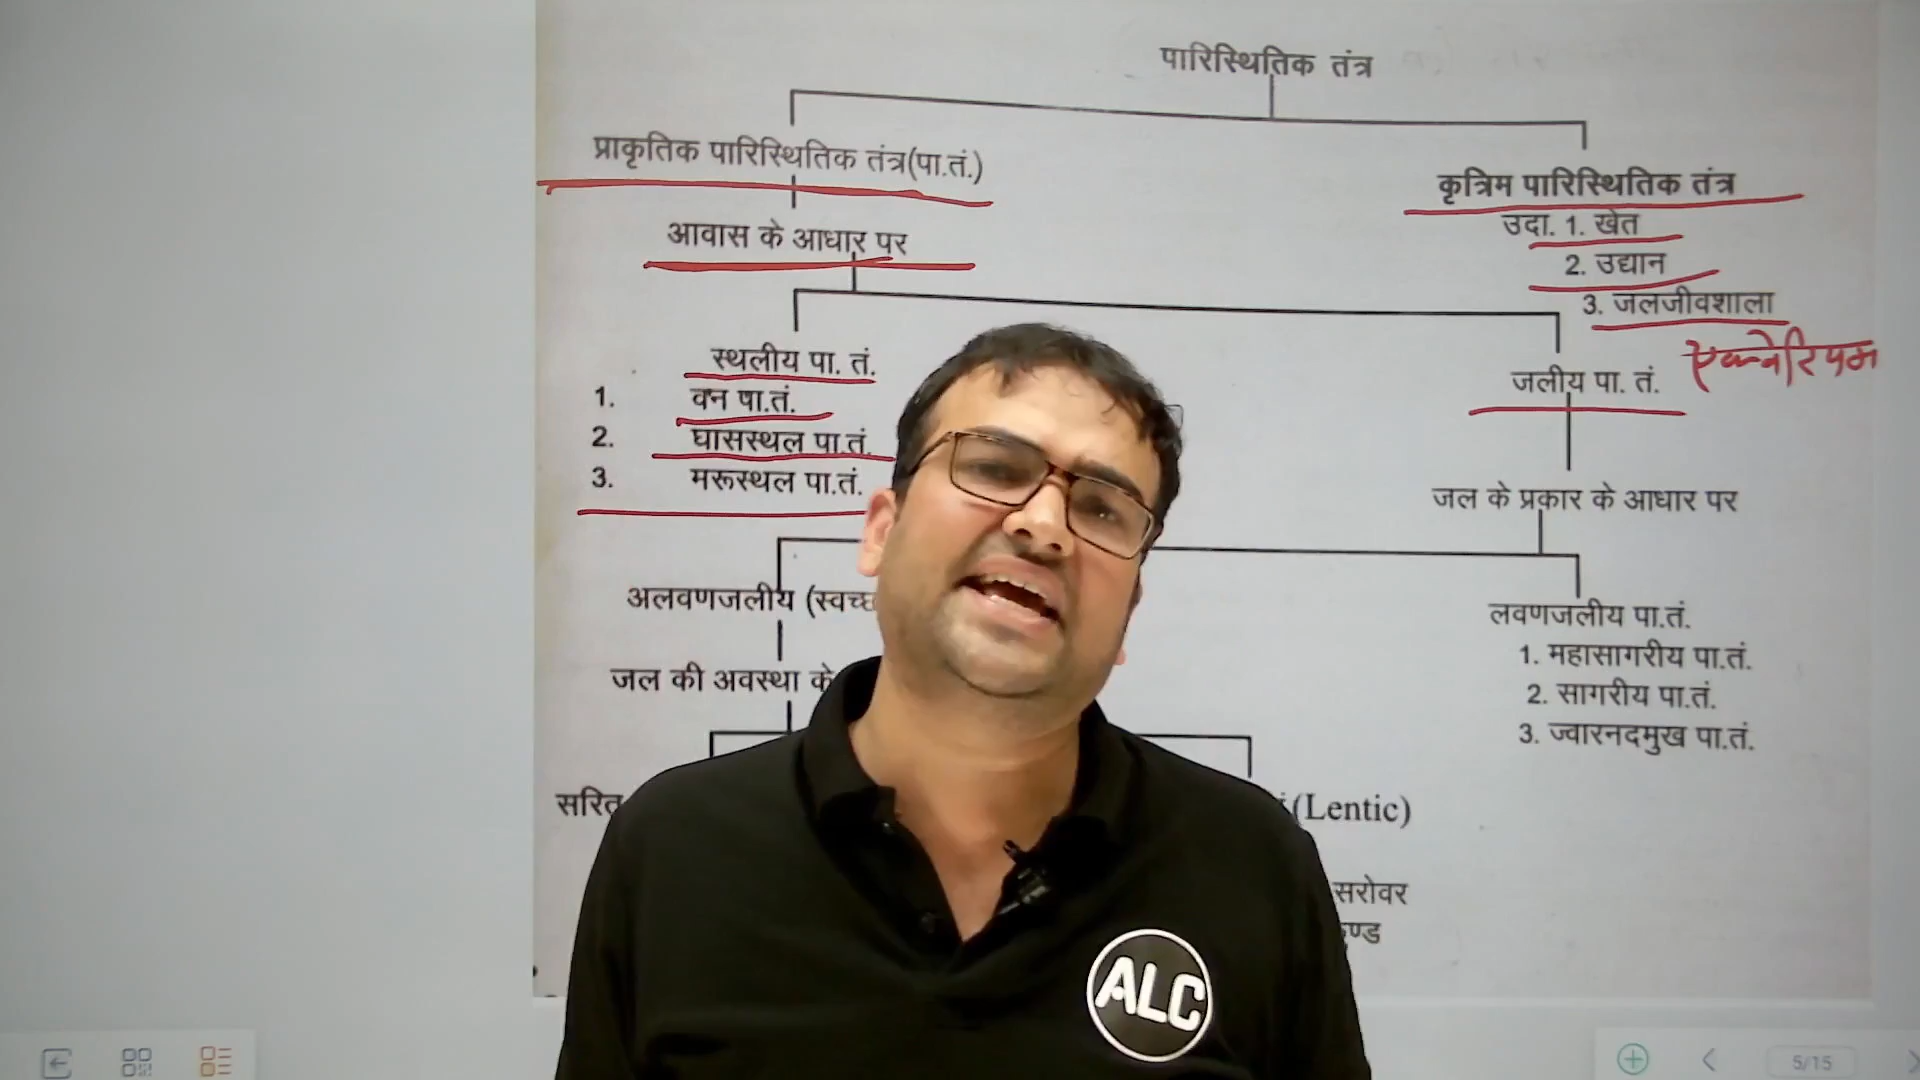 पारिस्थितिक तंत्र
प्राकृतिक पारिस्थितिक तंत्र(पा.तं.)
कृत्रिम पारिस्थितिक तंत्र
उदा. 1. खेत
2. उद्यान
3. जलजीवशाला
एक्वेरियम
आवास के आधार पर
स्थलीय पा. तं.
1. वन पा.तं.
2. घासस्थल पा.तं.
3. मरूस्थल पा.तं.
जलीय पा. तं.
जल के प्रकार के आधार पर
अलवणजलीय (स्वच्छ
लवणजलीय पा.तं.
1. महासागरीय पा.तं.
2. सागरीय पा.तं.
3. ज्वारनदमुख पा.तं.
जल की अवस्था के
सरित
(Lentic)
सरोवर
ALC
5/15